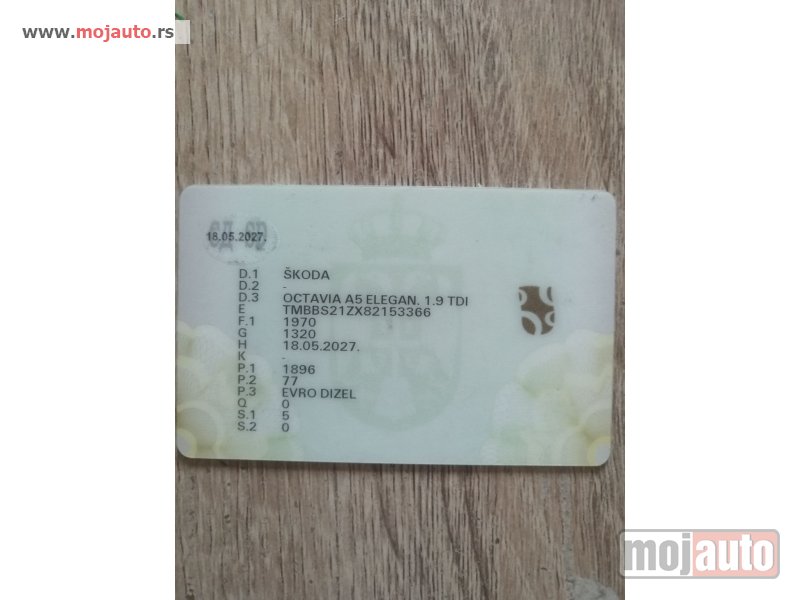 www.mojauto.rs
18.05.2027.
D.1 ŠKODA
D.2 -
D.3 OCTAVIA A5 ELEGAN. 1.9 TDI
E TMBBS21ZX82153366
F.1 1970
G 1320
H 18.05.2027.
K -
P.1 1896
P.2 77
P.3 EVRO DIZEL
Q 0
S.1 5
S.2 0
mojauto